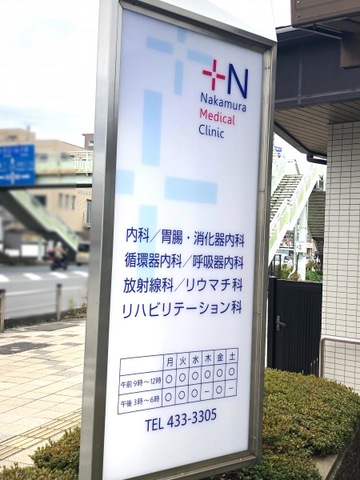 +N
Nakamura
Medical
Clinic
内科/胃腸・消化器内科
循環器内科/呼吸器内科
放射線科/リウマチ科
リハビリテーション科
月 火 水 木 金 土
午前9時~12時 ○ ○ ○ ○ ○ ○
午後3時~6時 ○ ○ ○ − ○ −
TEL 433-3305